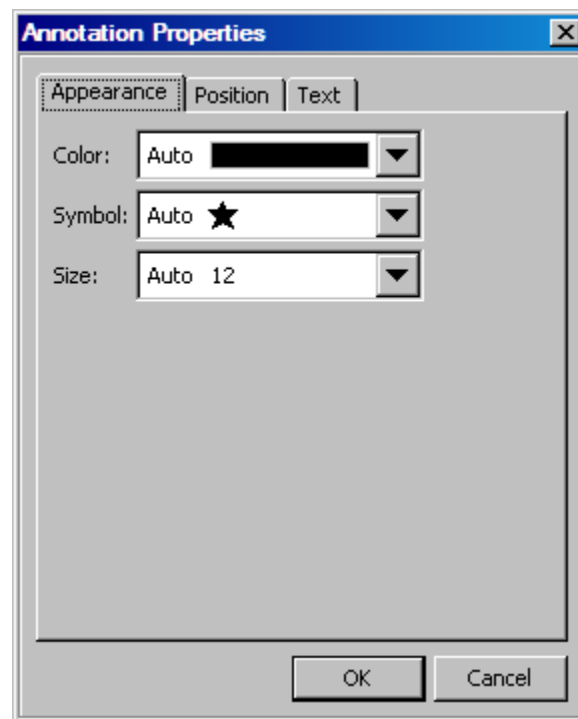 Annotation Properties
Appearance Position Text
Color: Auto
Symbol: Auto
Size: Auto 12
OK Cancel